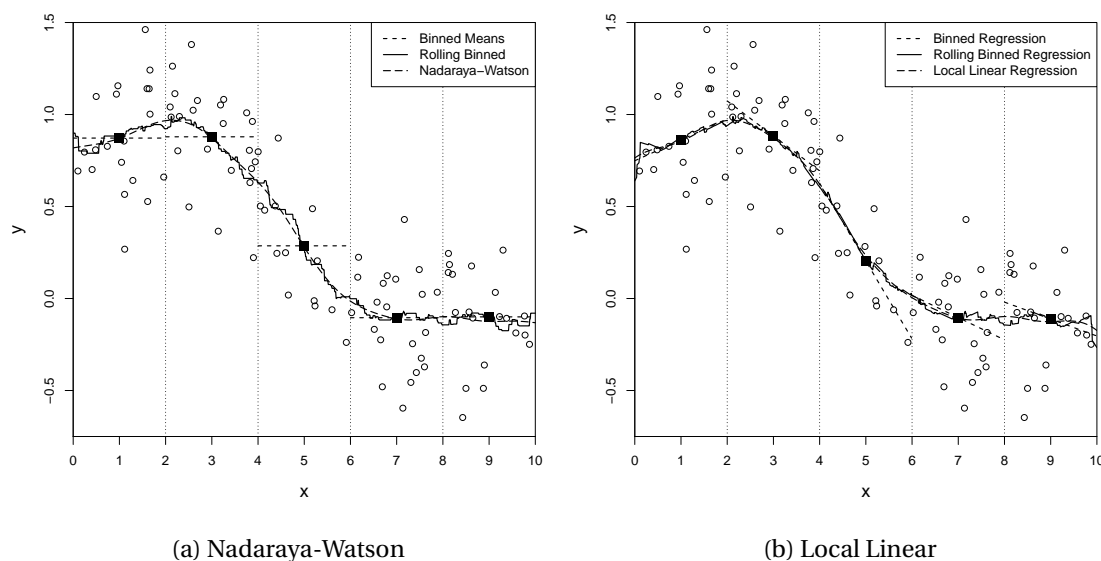 Binned Means
Rolling Binned
Nadaraya−Watson
1.5
1.0
0.5
0.0
−0.5
y
0 1 2 3 4 5 6 7 8 9 10
x
(a) Nadaraya-Watson
Binned Regression
Rolling Binned Regression
Local Linear Regression
1.5
1.0
0.5
0.0
−0.5
y
0 1 2 3 4 5 6 7 8 9 10
x
(b) Local Linear